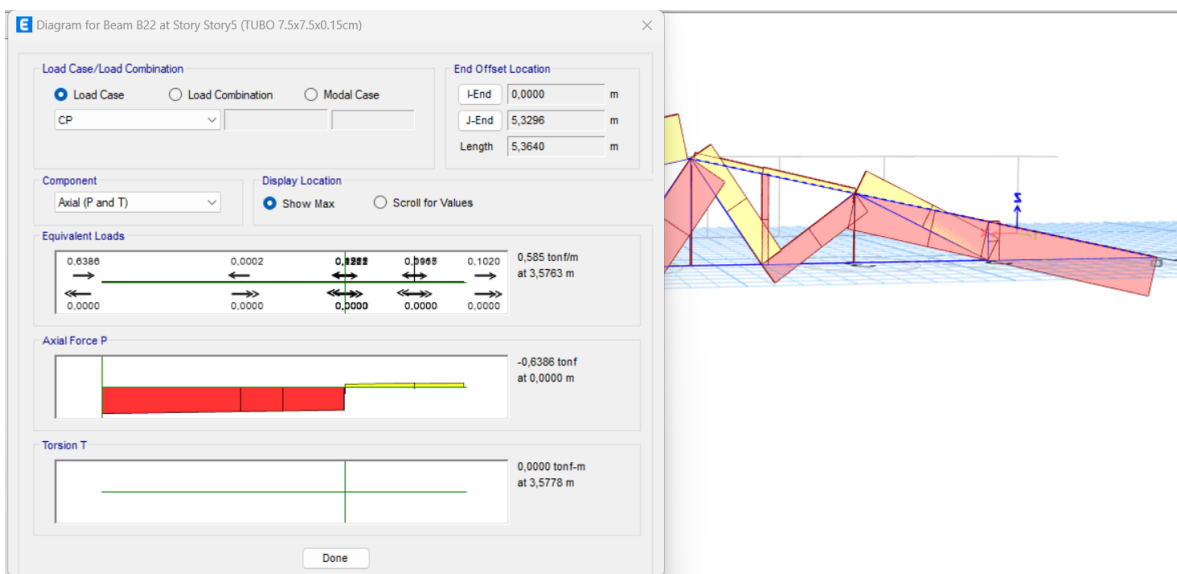 E Diagram for Beam B22 at Story Story5 (TUBO 7.5x7.5x0.15cm)
Load Case/Load Combination
Load Case Load Combination Modal Case
CP
End Offset Location
I-End 0,0000 m
J-End 5,3296 m
Length 5,3640 m
Component
Axial (P and T)
Display Location
Show Max Scroll for Values
Equivalent Loads
0,6386 0,0002 0,1020
0,0000 0,0000 0,0000 0,0000 0,0000
0,585 tonf/m
at 3,5763 m
Axial Force P
-0,6386 tonf
at 0,0000 m
Torsion T
0,0000 tonf-m
at 3,5778 m
Done
Z